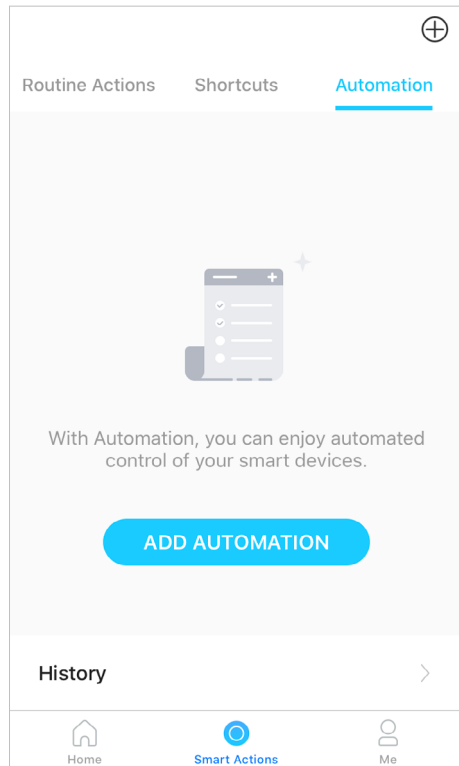 Routine Actions
Shortcuts
Automation
With Automation, you can enjoy automated
control of your smart devices.
ADD AUTOMATION
History
Home
Smart Actions
Me